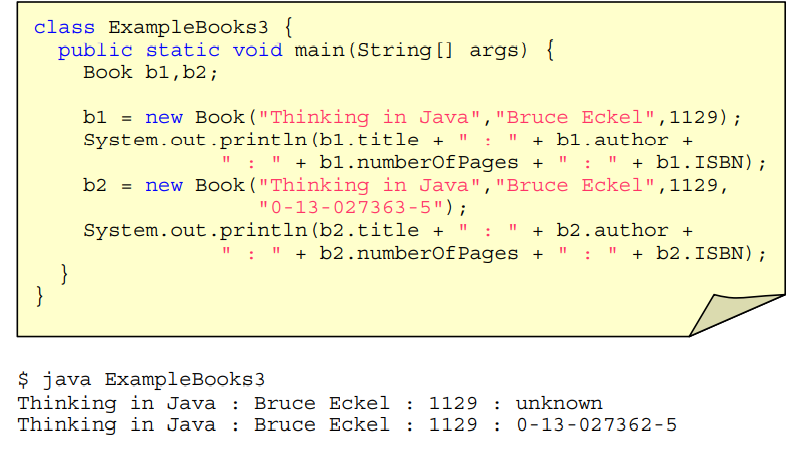 class ExampleBooks3 {
public static void main(String[] args) {
Book b1,b2;
b1 = new Book("Thinking in Java","Bruce Eckel",1129);
System.out.println(b1.title + " : " + b1.author +
" : " + b1.numberOfPages + " : " + b1.ISBN);
b2 = new Book("Thinking in Java","Bruce Eckel",1129,
"0-13-027363-5");
System.out.println(b2.title + " : " + b2.author +
" : " + b2.numberOfPages + " : " + b2.ISBN);
}
}
$ java ExampleBooks3
Thinking in Java : Bruce Eckel : 1129 : unknown
Thinking in Java : Bruce Eckel : 1129 : 0-13-027362-5